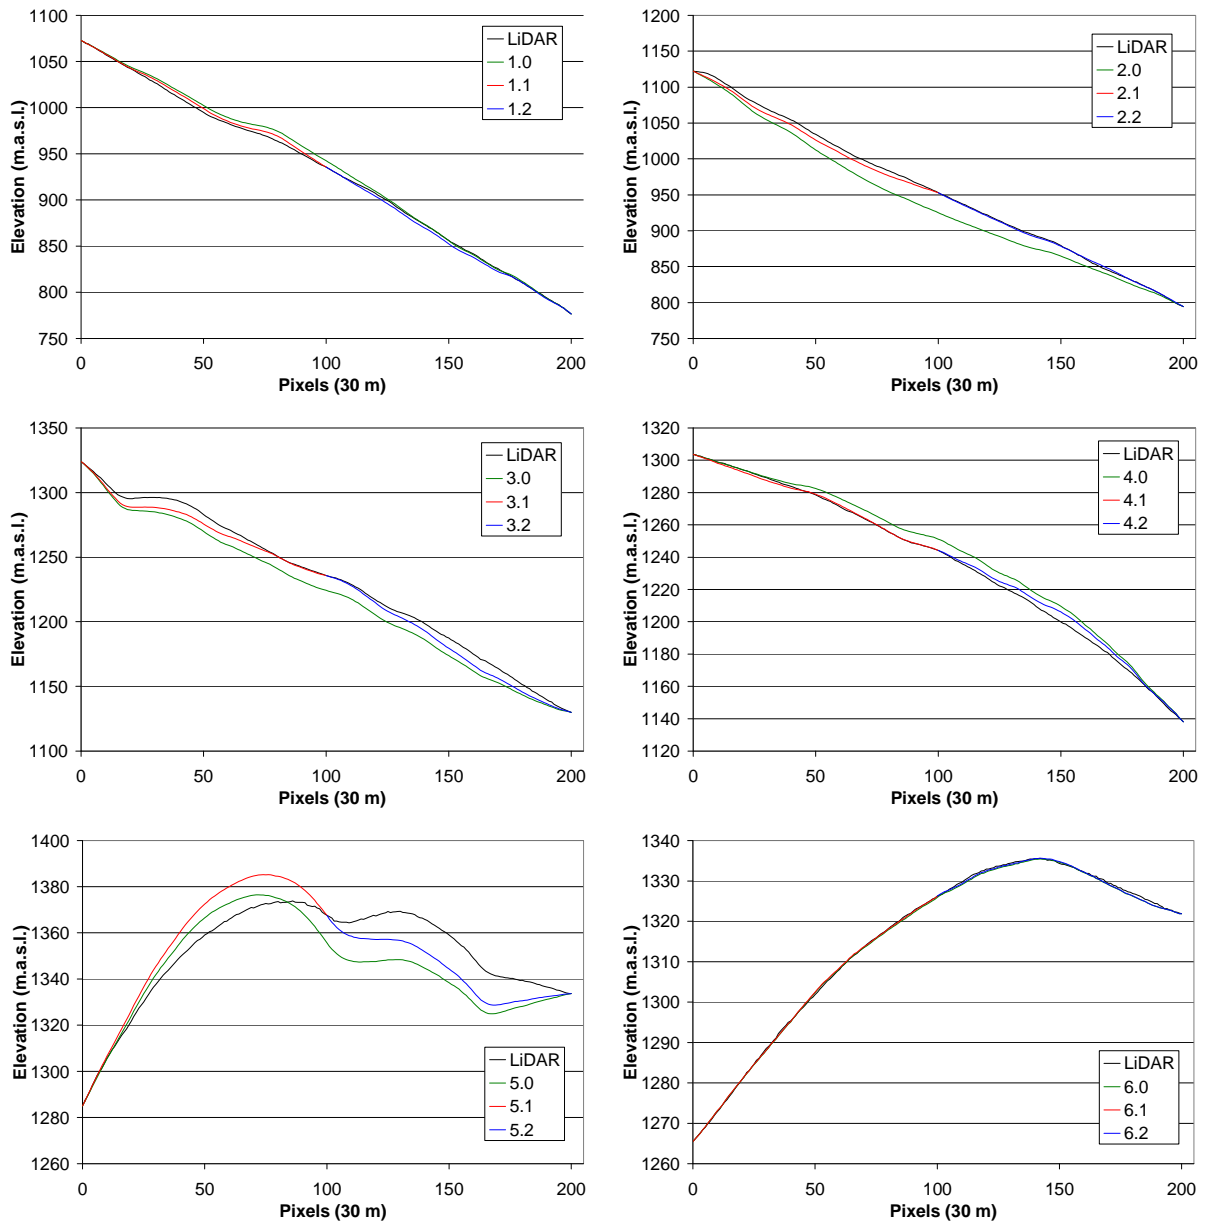 1100
1050
1000
950
900
850
800
750
Elevation (m.a.s.l.)
0 50 100 150 200
Pixels (30 m)
LiDAR
1.0
1.1
1.2
1200
1150
1100
1050
1000
950
900
850
800
750
Elevation (m.a.s.l.)
0 50 100 150 200
Pixels (30 m)
LiDAR
2.0
2.1
2.2
1350
1300
1250
1200
1150
1100
Elevation (m.a.s.l.)
0 50 100 150 200
Pixels (30 m)
LiDAR
3.0
3.1
3.2
1320
1300
1280
1260
1240
1220
1200
1180
1160
1140
1120
Elevation (m.a.s.l.)
0 50 100 150 200
Pixels (30 m)
LiDAR
4.0
4.1
4.2
1400
1380
1360
1340
1320
1300
1280
1260
Elevation (m.a.s.l.)
0 50 100 150 200
Pixels (30 m)
LiDAR
5.0
5.1
5.2
1340
1330
1320
1310
1300
1290
1280
1270
1260
Elevation (m.a.s.l.)
0 50 100 150 200
Pixels (30 m)
LiDAR
6.0
6.1
6.2